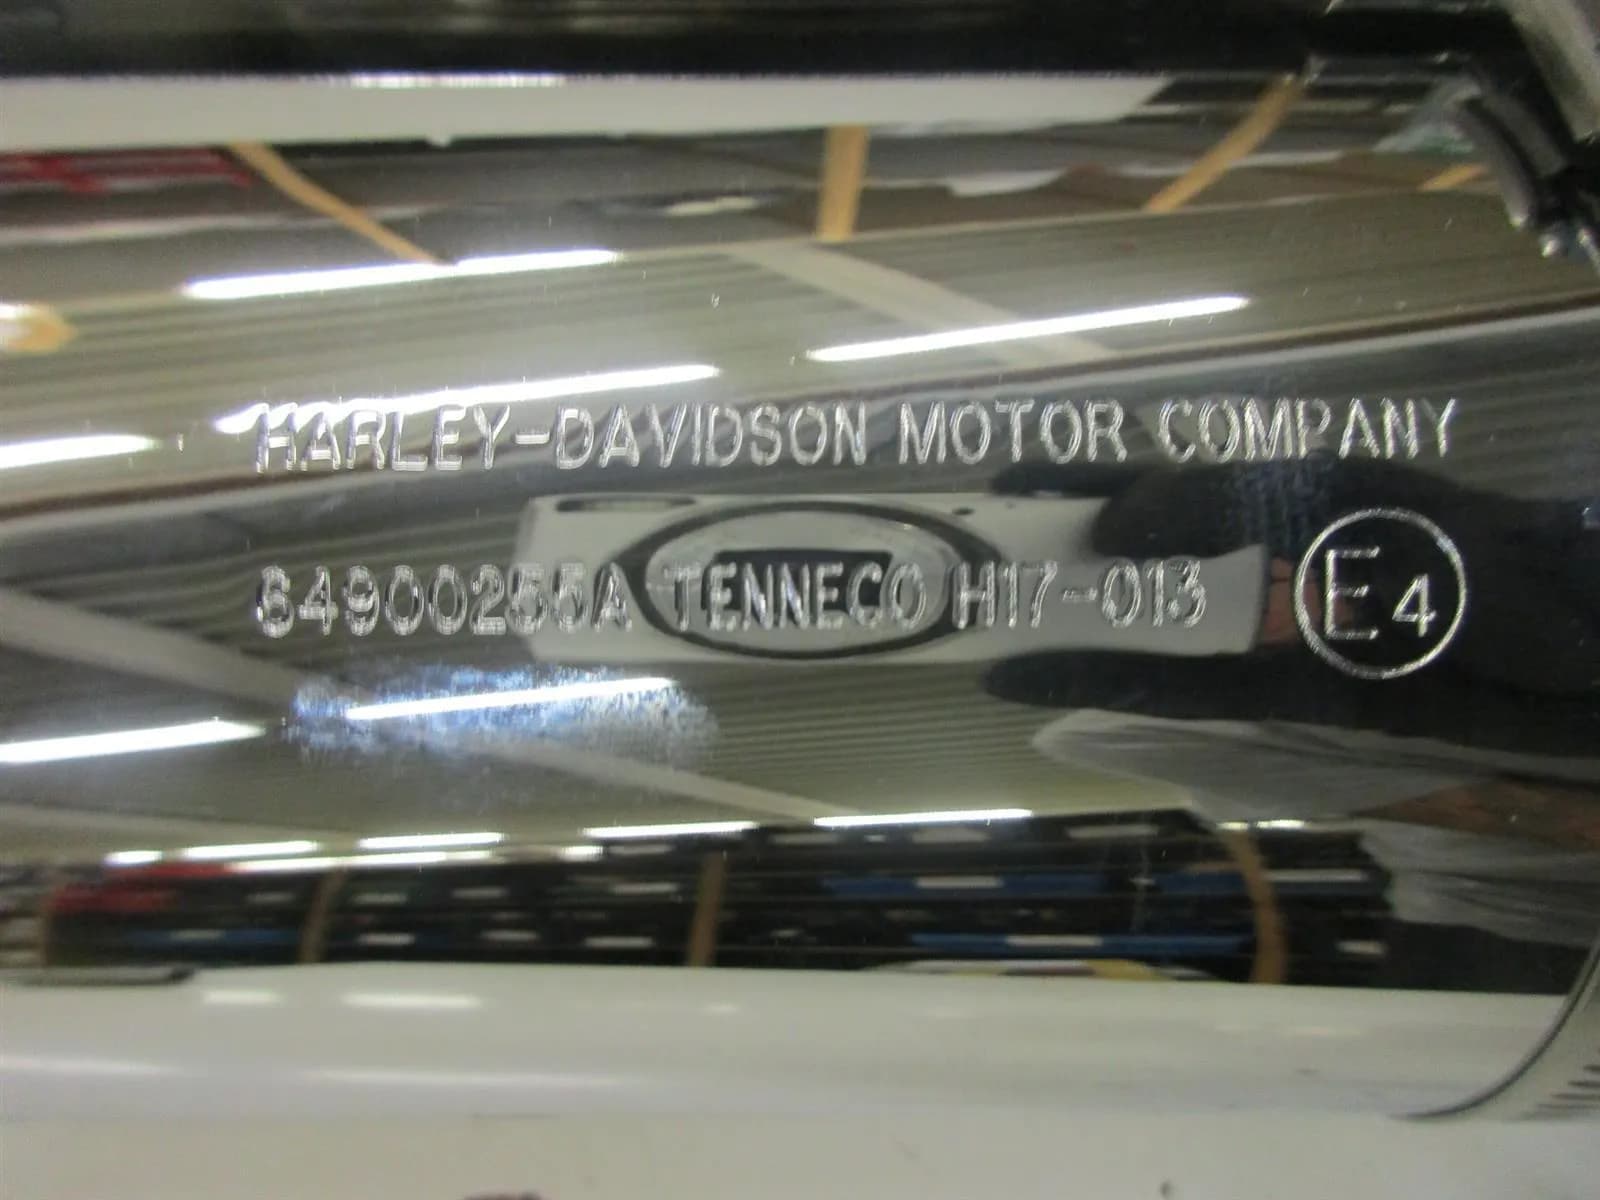 HARLEY-DAVIDSON MOTOR COMPANY
64900255A TENNECO H17-013 E4